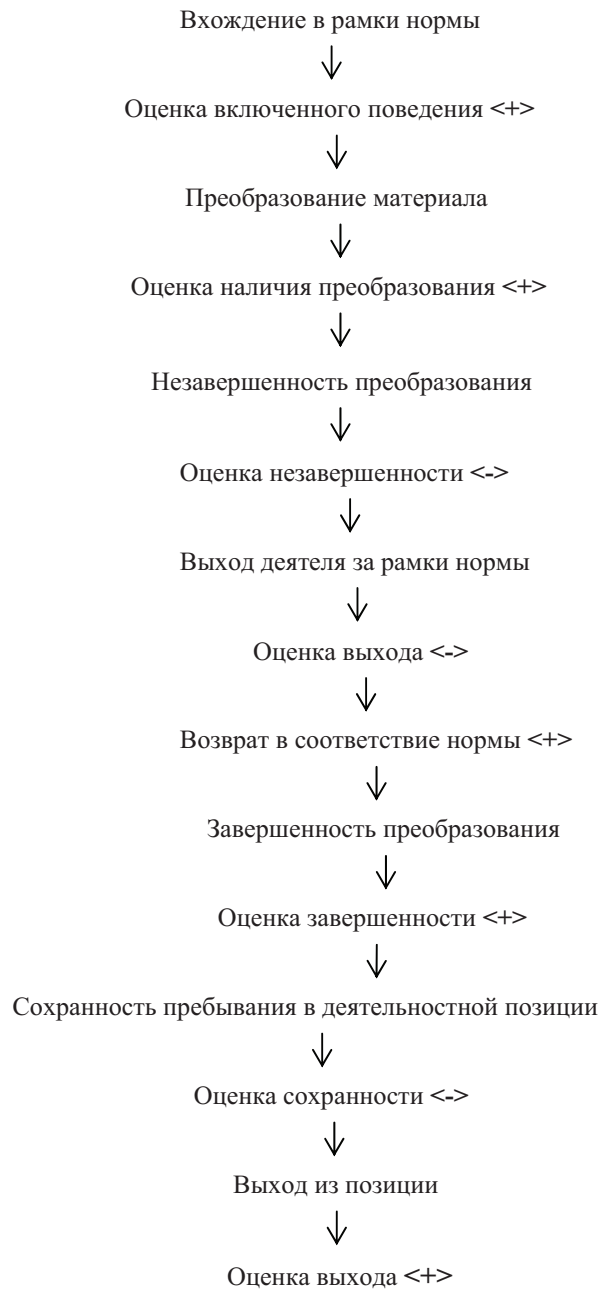 Вхождение в рамки нормы
Оценка включенного поведения <+>
Преобразование материала
Оценка наличия преобразования <+>
Незавершенность преобразования
Оценка незавершенности <->
Выход деятеля за рамки нормы
Оценка выхода <->
Возврат в соответствие нормы <+>
Завершенность преобразования
Оценка завершенности <+>
Сохранность пребывания в деятельностной позиции
Оценка сохранности <->
Выход из позиции
Оценка выхода <+>